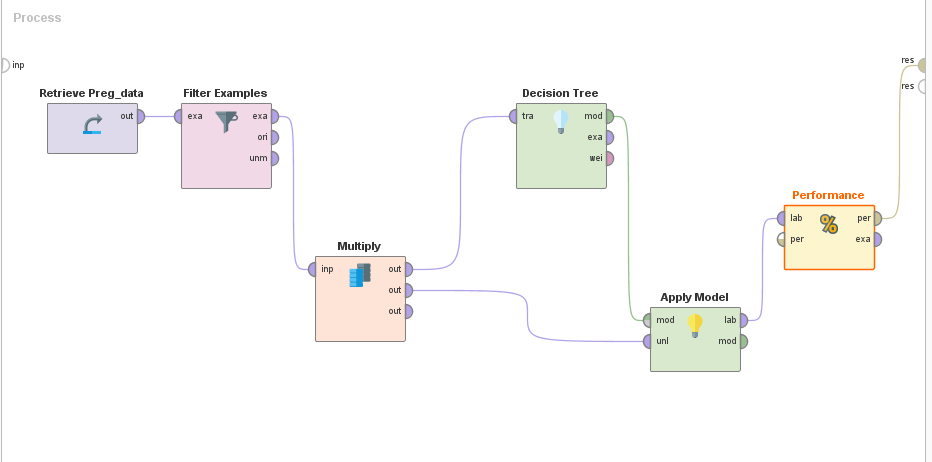 Process
inp
res
res
Retrieve Preg_data
out
Filter Examples
exa exa
ori
unm
Decision Tree
tra mod
exa
wei
Performance
lab per
per exa
%
Multiply
inp out
out
out
Apply Model
mod lab
unl mod